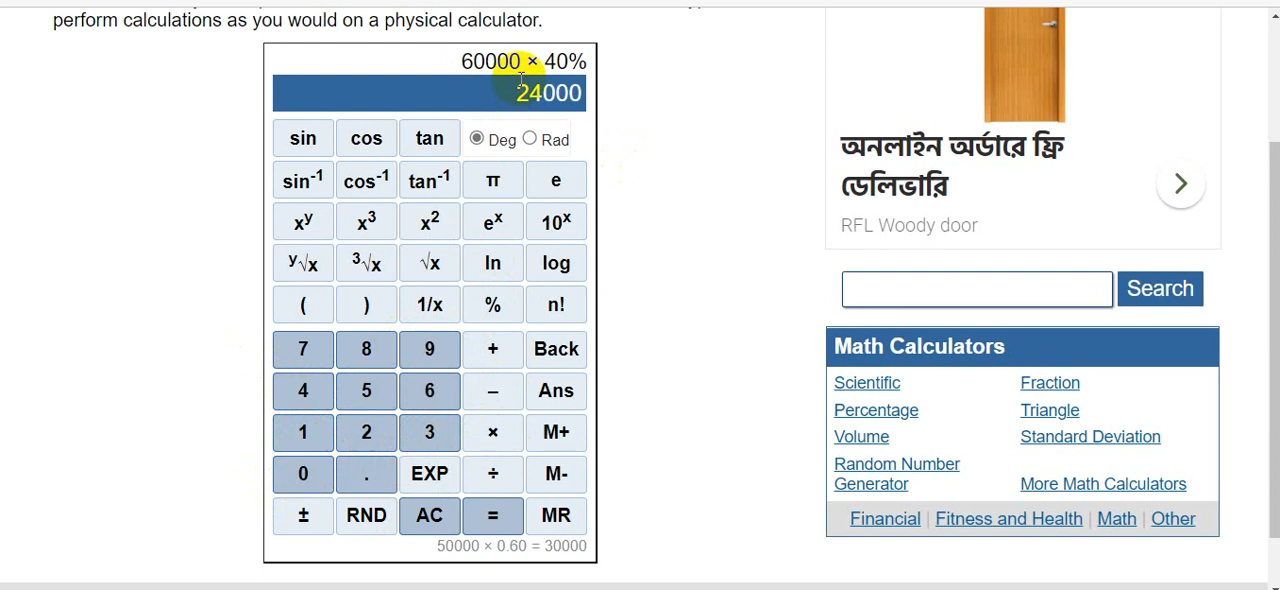 perform calculations as you would on a physical calculator.
60000 × 40%
24000
sin cos tan Deg Rad
sin⁻¹ cos⁻¹ tan⁻¹ π e
xʸ x³ x² eˣ 10ˣ
ʸ√x ³√x √x ln log
( ) 1/x % n!
7 8 9 + Back
4 5 6 – Ans
1 2 3 × M+
0 . EXP ÷ M-
± RND AC = MR
50000 × 0.60 = 30000
অনলাইন অর্ডারে ফ্রি
ডেলিভারি
RFL Woody door
Search
Math Calculators
Scientific Fraction
Percentage Triangle
Volume Standard Deviation
Random Number
Generator More Math Calculators
Financial | Fitness and Health | Math | Other